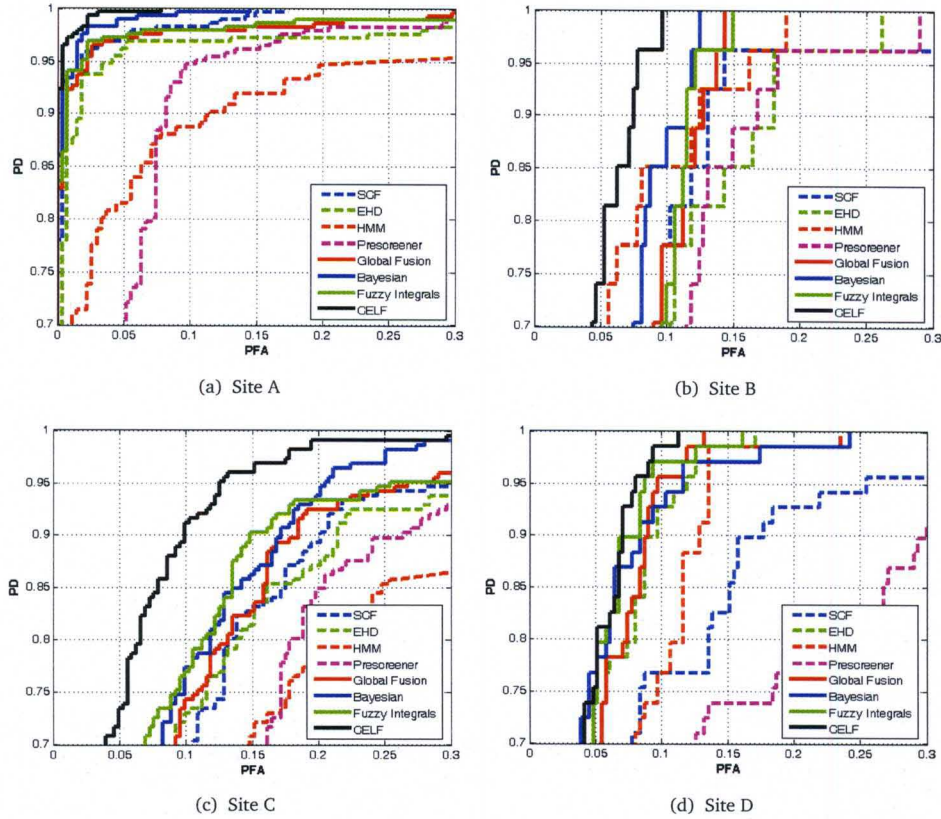 1
0.95
0.9
0.85
0.8
0.75
0.7
PD
0 0.05 0.1 0.15 0.2 0.25 0.3
PFA
SCF
EHD
HMM
Prescreener
Global Fusion
Bayesian
Fuzzy Integrals
CELF
(a) Site A
1
0.95
0.9
0.85
0.8
0.75
0.7
PD
0 0.05 0.1 0.15 0.2 0.25 0.3
PFA
SCF
EHD
HMM
Prescreener
Global Fusion
Bayesian
Fuzzy Integrals
CELF
(b) Site B
1
0.95
0.9
0.85
0.8
0.75
0.7
PD
0 0.05 0.1 0.15 0.2 0.25 0.3
PFA
SCF
EHD
HMM
Prescreener
Global Fusion
Bayesian
Fuzzy Integrals
CELF
(c) Site C
1
0.95
0.9
0.85
0.8
0.75
0.7
PD
0 0.05 0.1 0.15 0.2 0.25 0.3
PFA
SCF
EHD
HMM
Prescreener
Global Fusion
Bayesian
Fuzzy Integrals
CELF
(d) Site D